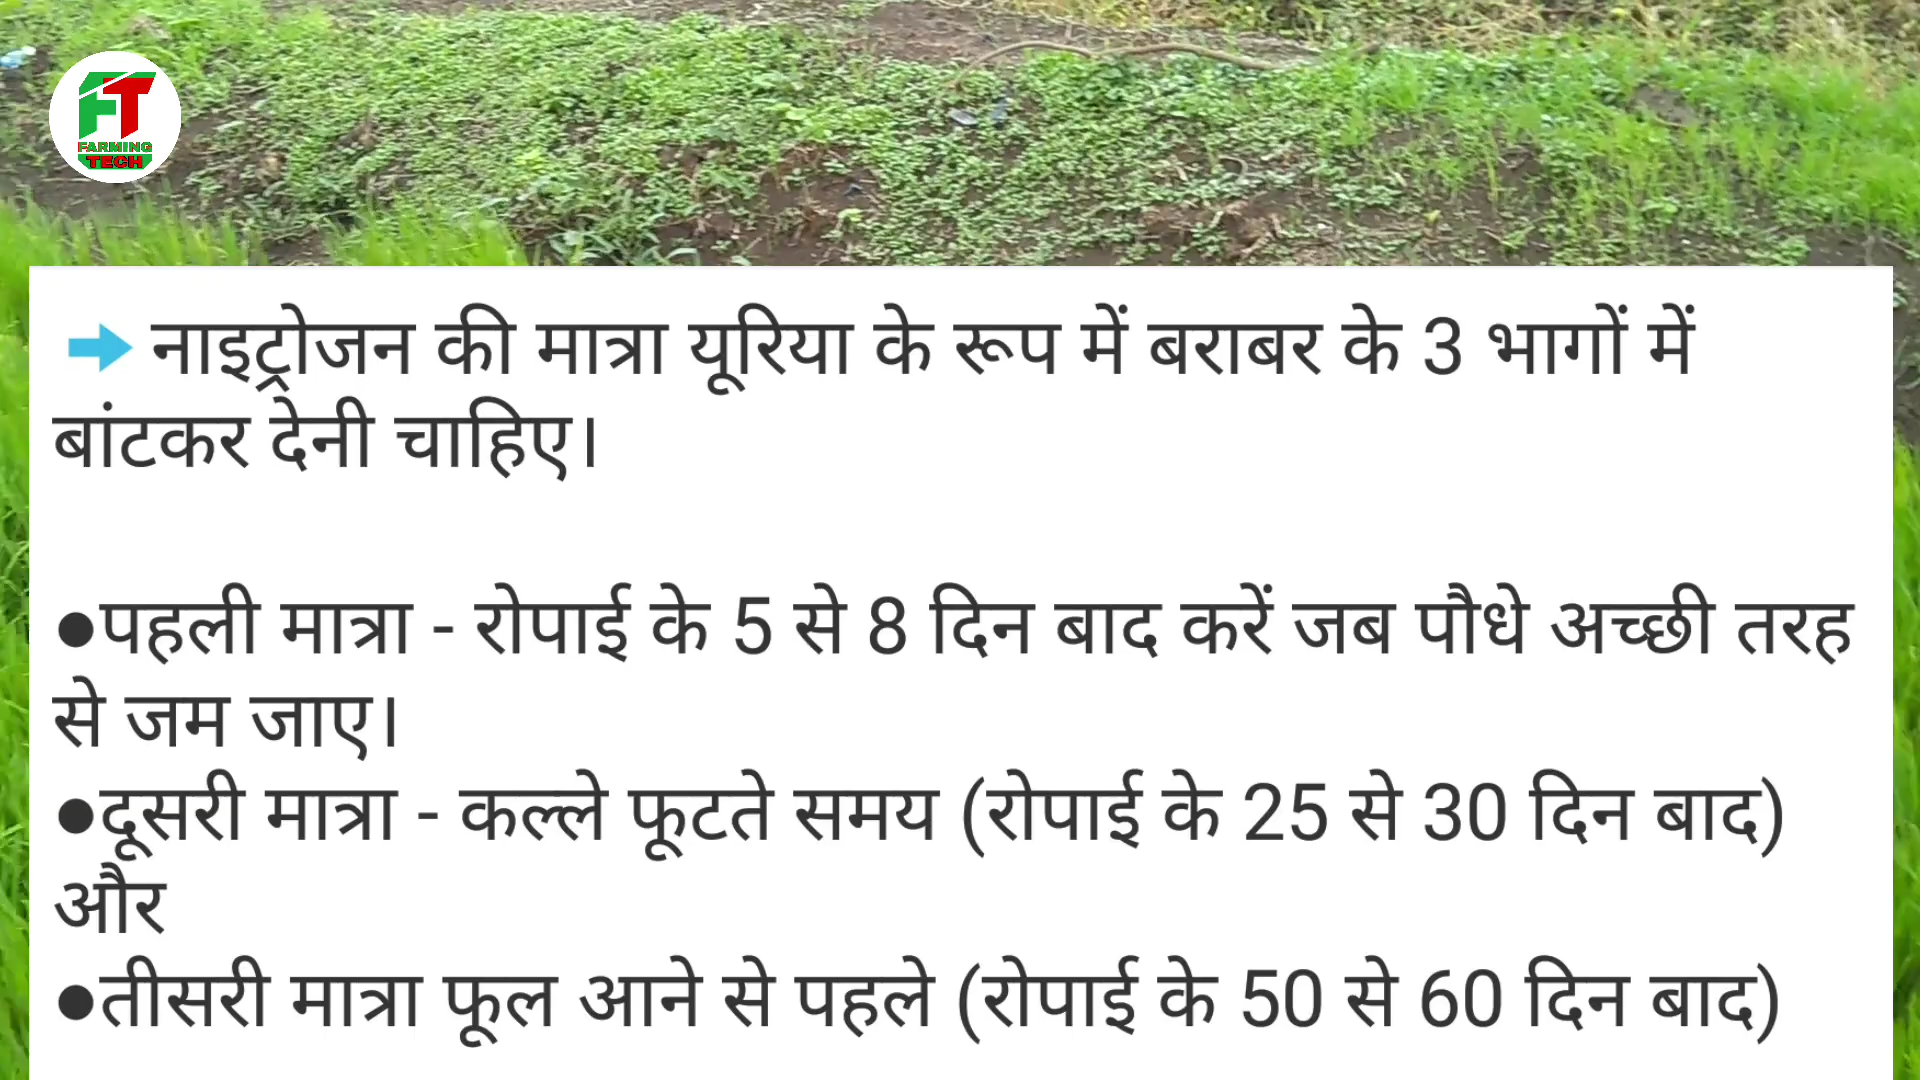 FT
FARMING
TECH
➡ नाइट्रोजन की मात्रा यूरिया के रूप में बराबर के 3 भागों में
बांटकर देनी चाहिए।
●पहली मात्रा - रोपाई के 5 से 8 दिन बाद करें जब पौधे अच्छी तरह
से जम जाए।
●दूसरी मात्रा - कल्ले फूटते समय (रोपाई के 25 से 30 दिन बाद)
और
●तीसरी मात्रा फूल आने से पहले (रोपाई के 50 से 60 दिन बाद)